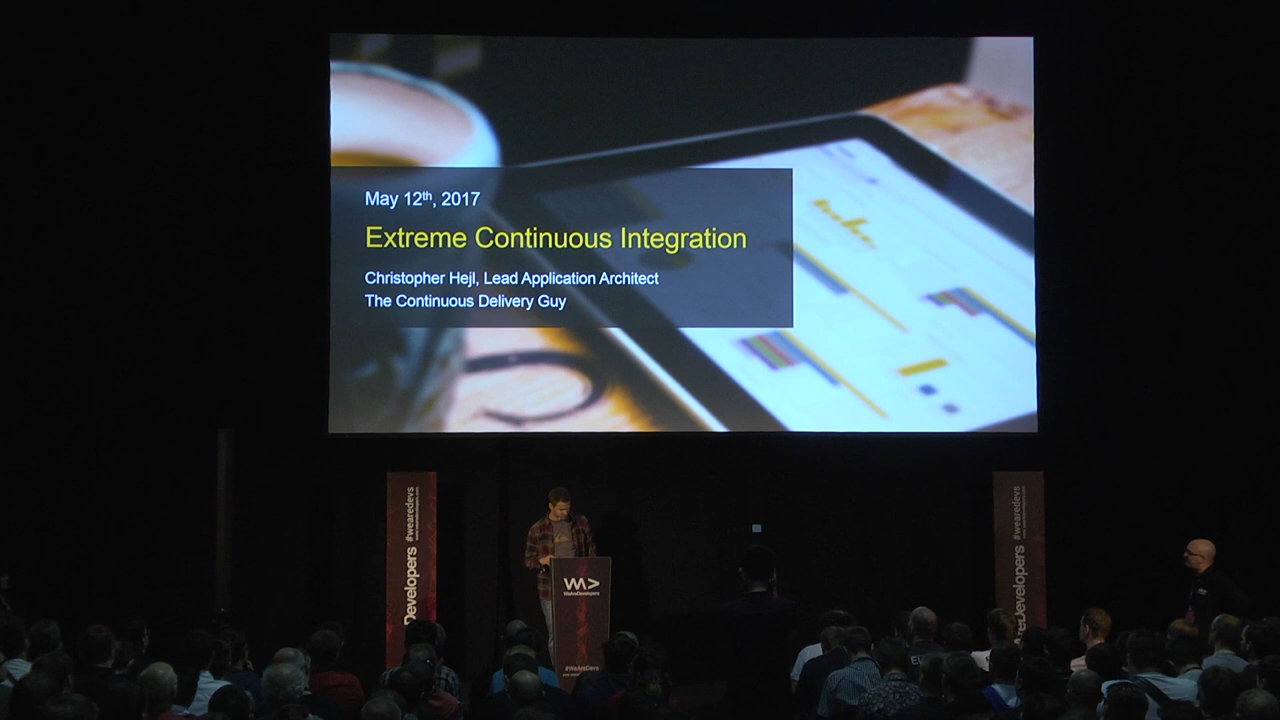 May 12th, 2017
Extreme Continuous Integration
Christopher Hejl, Lead Application Architect
The Continuous Delivery Guy
Developers
#wearedevs
WeAreDevelopers
#WeAreDevs
reDevelopers
#wearedevs